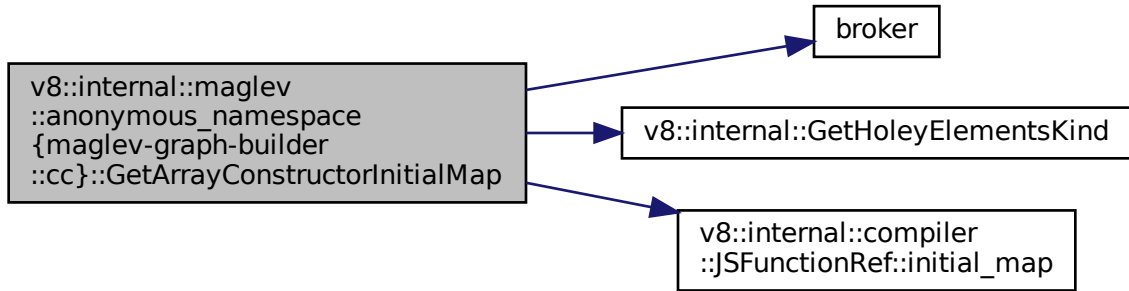 v8::internal::maglev
::anonymous_namespace
{maglev-graph-builder
::cc}::GetArrayConstructorInitialMap
broker
v8::internal::GetHoleyElementsKind
v8::internal::compiler
::JSFunctionRef::initial_map